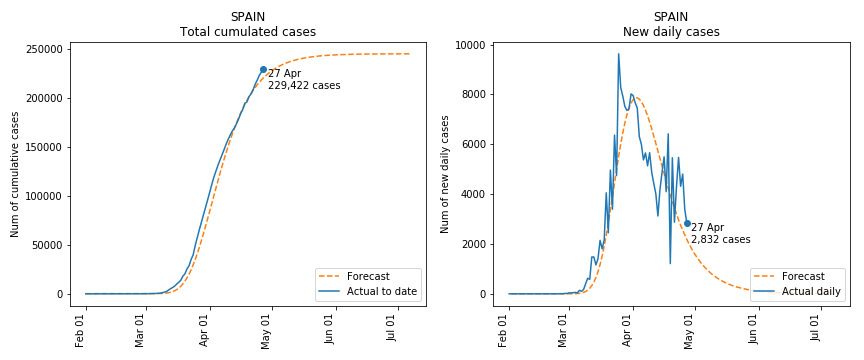 SPAIN
Total cumulated cases
250000
200000
150000
100000
50000
0
Num of cumulative cases
27 Apr
229,422 cases
Forecast
Actual to date
Feb 01
Mar 01
Apr 01
May 01
Jun 01
Jul 01
SPAIN
New daily cases
10000
8000
6000
4000
2000
0
Num of new daily cases
27 Apr
2,832 cases
Forecast
Actual daily
Feb 01
Mar 01
Apr 01
May 01
Jun 01
Jul 01